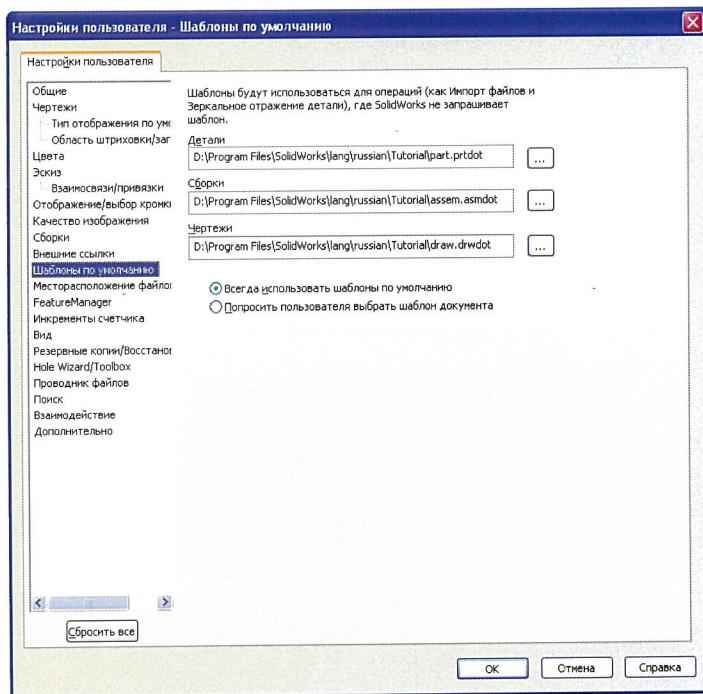 Настройки пользователя - Шаблоны по умолчанию
Настройки пользователя
Общие
Чертежи
Тип отображения по умо
Область штриховки/зап
Цвета
Эскиз
Взаимосвязи/привязки
Отображение/выбор кромки
Качество изображения
Сборки
Внешние ссылки
Шаблоны по умолчанию
Месторасположение файлов
FeatureManager
Инкременты счетчика
Вид
Резервные копии/Восстанов
Hole Wizard/Toolbox
Проводник файлов
Поиск
Взаимодействие
Дополнительно
Сбросить все
Шаблоны будут использоваться для операций (как Импорт файлов и
Зеркальное отражение детали), где SolidWorks не запрашивает
шаблон.
Детали
D:\Program Files\SolidWorks\lang\russian\Tutorial\part.prtdot
...
Сборки
D:\Program Files\SolidWorks\lang\russian\Tutorial\assem.asmdot
...
Чертежи
D:\Program Files\SolidWorks\lang\russian\Tutorial\draw.drwdot
...
Всегда использовать шаблоны по умолчанию
Попросить пользователя выбрать шаблон документа
ОК
Отмена
Справка